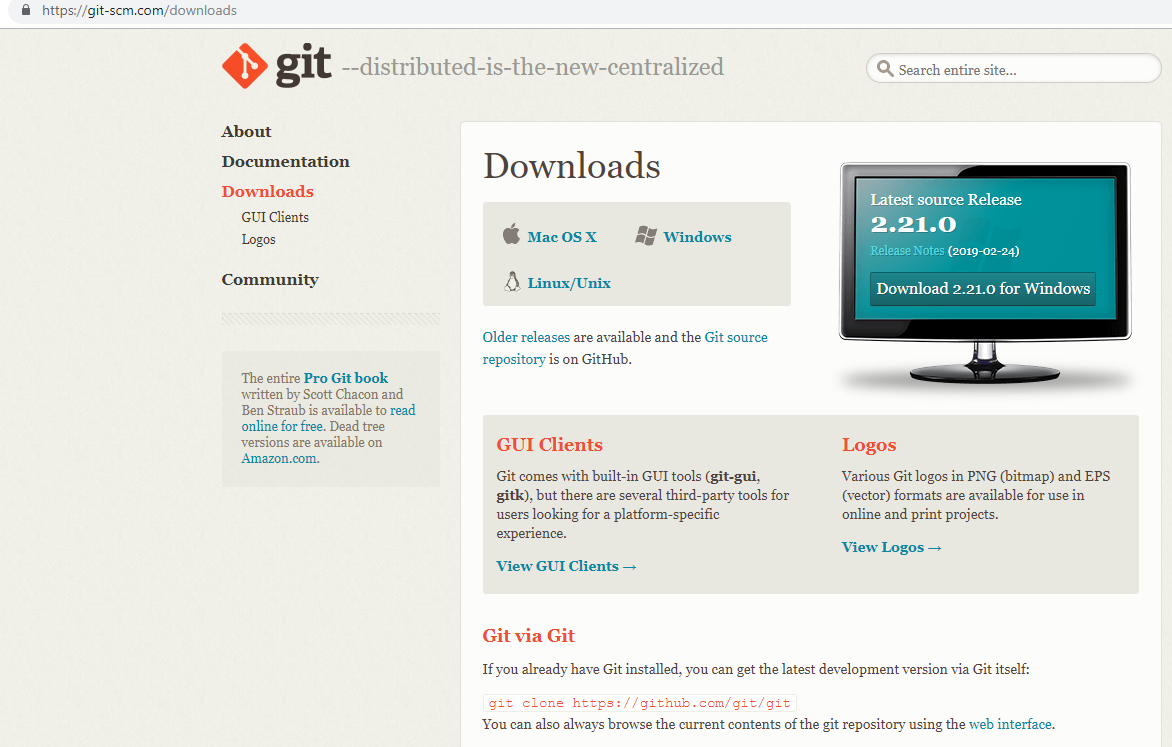 https://git-scm.com/downloads
git --distributed-is-the-new-centralized
Search entire site...
About
Documentation
Downloads
GUI Clients
Logos
Community
The entire Pro Git book
written by Scott Chacon and
Ben Straub is available to read
online for free. Dead tree
versions are available on
Amazon.com.
Downloads
Mac OS X
Windows
Linux/Unix
Older releases are available and the Git source
repository is on GitHub.
Latest source Release
2.21.0
Release Notes (2019-02-24)
Download 2.21.0 for Windows
GUI Clients
Git comes with built-in GUI tools (git-gui,
gitk), but there are several third-party tools for
users looking for a platform-specific
experience.
View GUI Clients →
Logos
Various Git logos in PNG (bitmap) and EPS
(vector) formats are available for use in
online and print projects.
View Logos →
Git via Git
If you already have Git installed, you can get the latest development version via Git itself:
git clone https://github.com/git/git
You can also always browse the current contents of the git repository using the web interface.